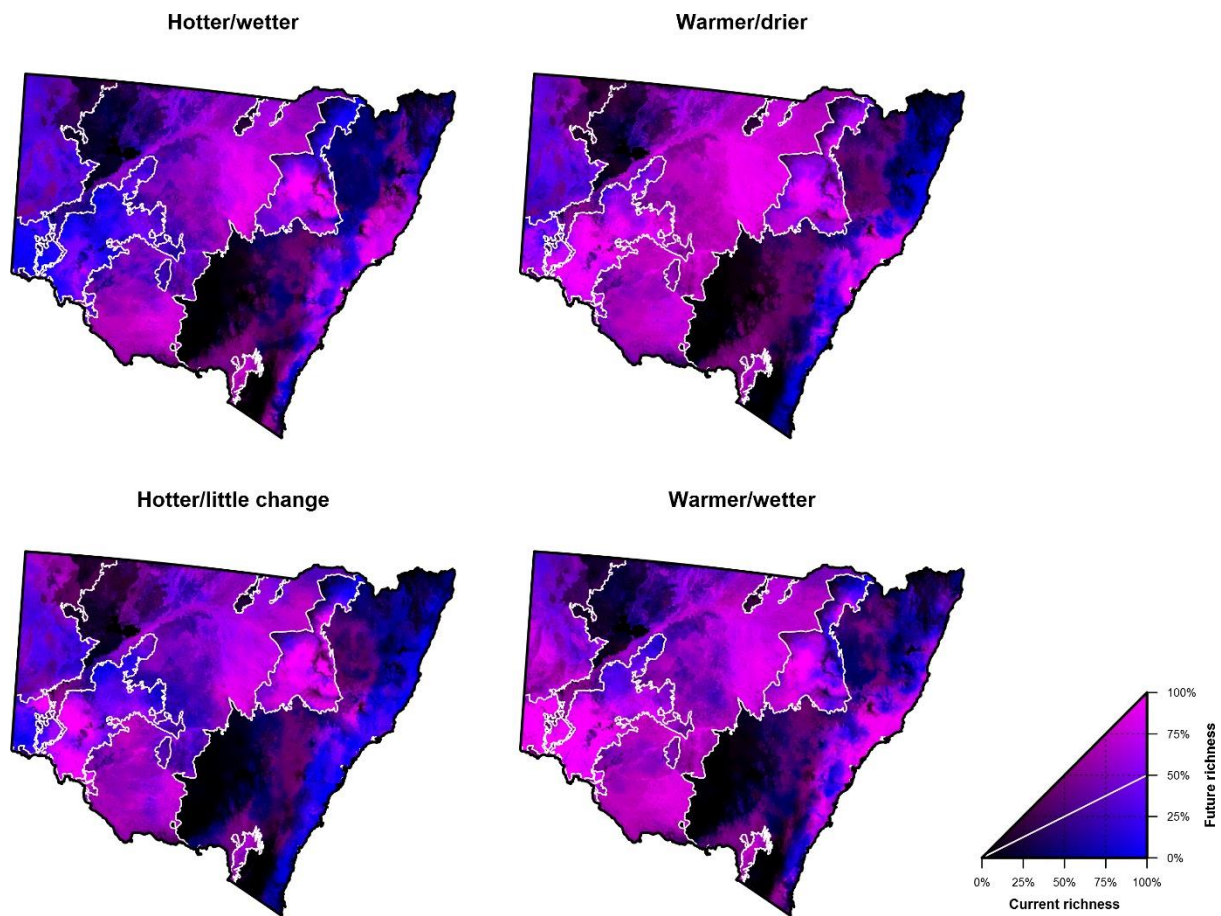 Hotter/wetter
Warmer/drier
Hotter/little change
Warmer/wetter
100%
75%
50%
25%
0%
Future richness
0%
25%
50%
75%
100%
Current richness